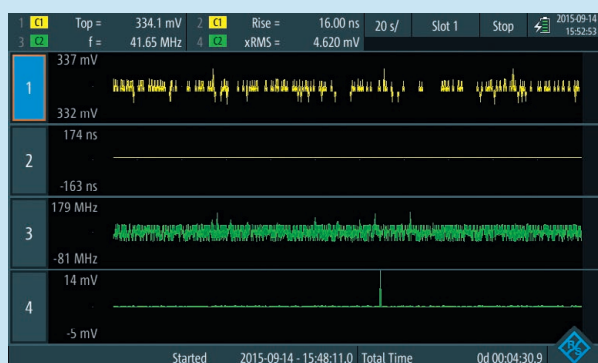 1 C1 Top = 334.1 mV 2 C1 Rise = 16.00 ns 20 s/ Slot 1 Stop 2015-09-14
15:52:53
3 C2 f = 41.65 MHz 4 C2 xRMS = 4.620 mV
337 mV
1
332 mV
174 ns
2
-163 ns
179 MHz
3
-81 MHz
14 mV
4
-5 mV
Started 2015-09-14 - 15:48:11.0 Total Time 0d 00:04:30.9